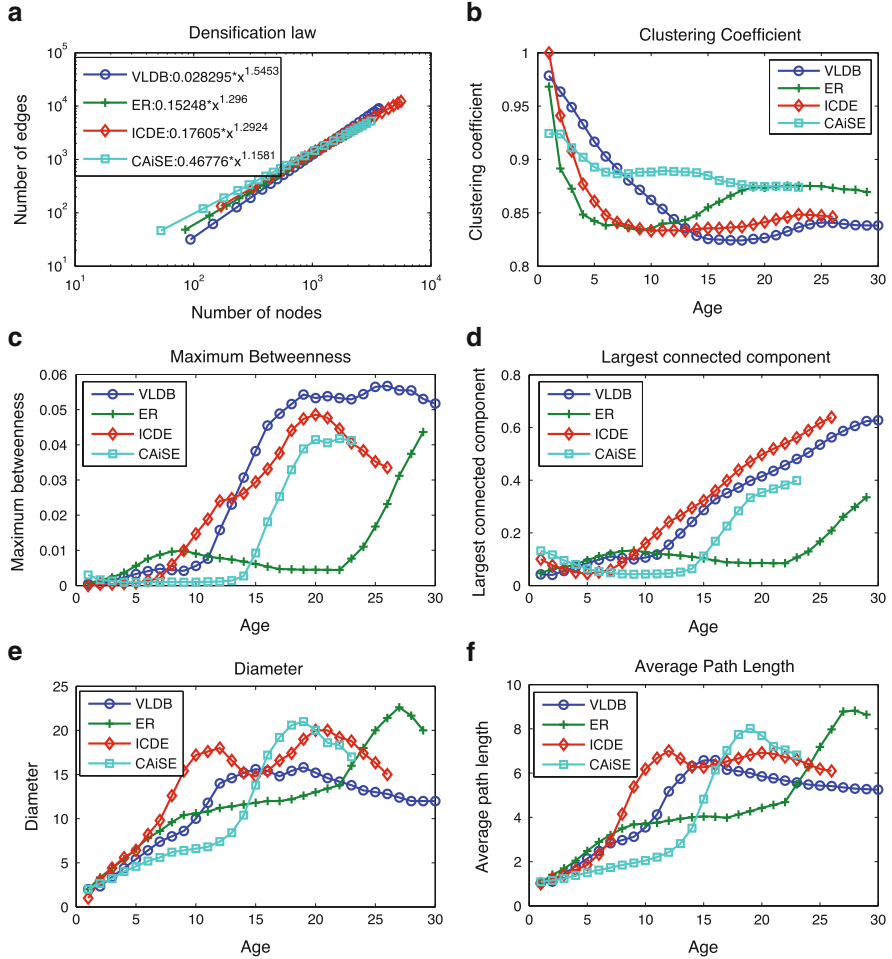 a
Densification law
Number of edges
10^5
10^4
10^3
10^2
10^1
VLDB:0.028295*x^1.5453
ER:0.15248*x^1.296
ICDE:0.17605*x^1.2924
CAiSE:0.46776*x^1.1581
10^1 10^2 10^3 10^4
Number of nodes
b
Clustering Coefficient
Clustering coefficient
1
0.95
0.9
0.85
0.8
VLDB
ER
ICDE
CAiSE
0 5 10 15 20 25 30
Age
c
Maximum Betweenness
Maximum betweenness
0.06
0.05
0.04
0.03
0.02
0.01
0
VLDB
ER
ICDE
CAiSE
0 5 10 15 20 25 30
Age
d
Largest connected component
Largest connected component
0.8
0.6
0.4
0.2
0
VLDB
ER
ICDE
CAiSE
0 5 10 15 20 25 30
Age
e
Diameter
Diameter
25
20
15
10
5
0
VLDB
ER
ICDE
CAiSE
0 5 10 15 20 25 30
Age
f
Average Path Length
Average path length
10
8
6
4
2
0
VLDB
ER
ICDE
CAiSE
0 5 10 15 20 25 30
Age